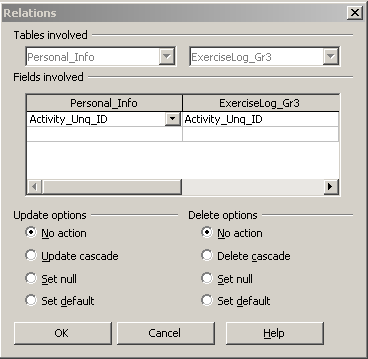 Relations
Tables involved
Personal_Info ExerciseLog_Gr3
Fields involved
Personal_Info ExerciseLog_Gr3
Activity_Unq_ID Activity_Unq_ID
Update options Delete options
No action No action
Update cascade Delete cascade
Set null Set null
Set default Set default
OK Cancel Help